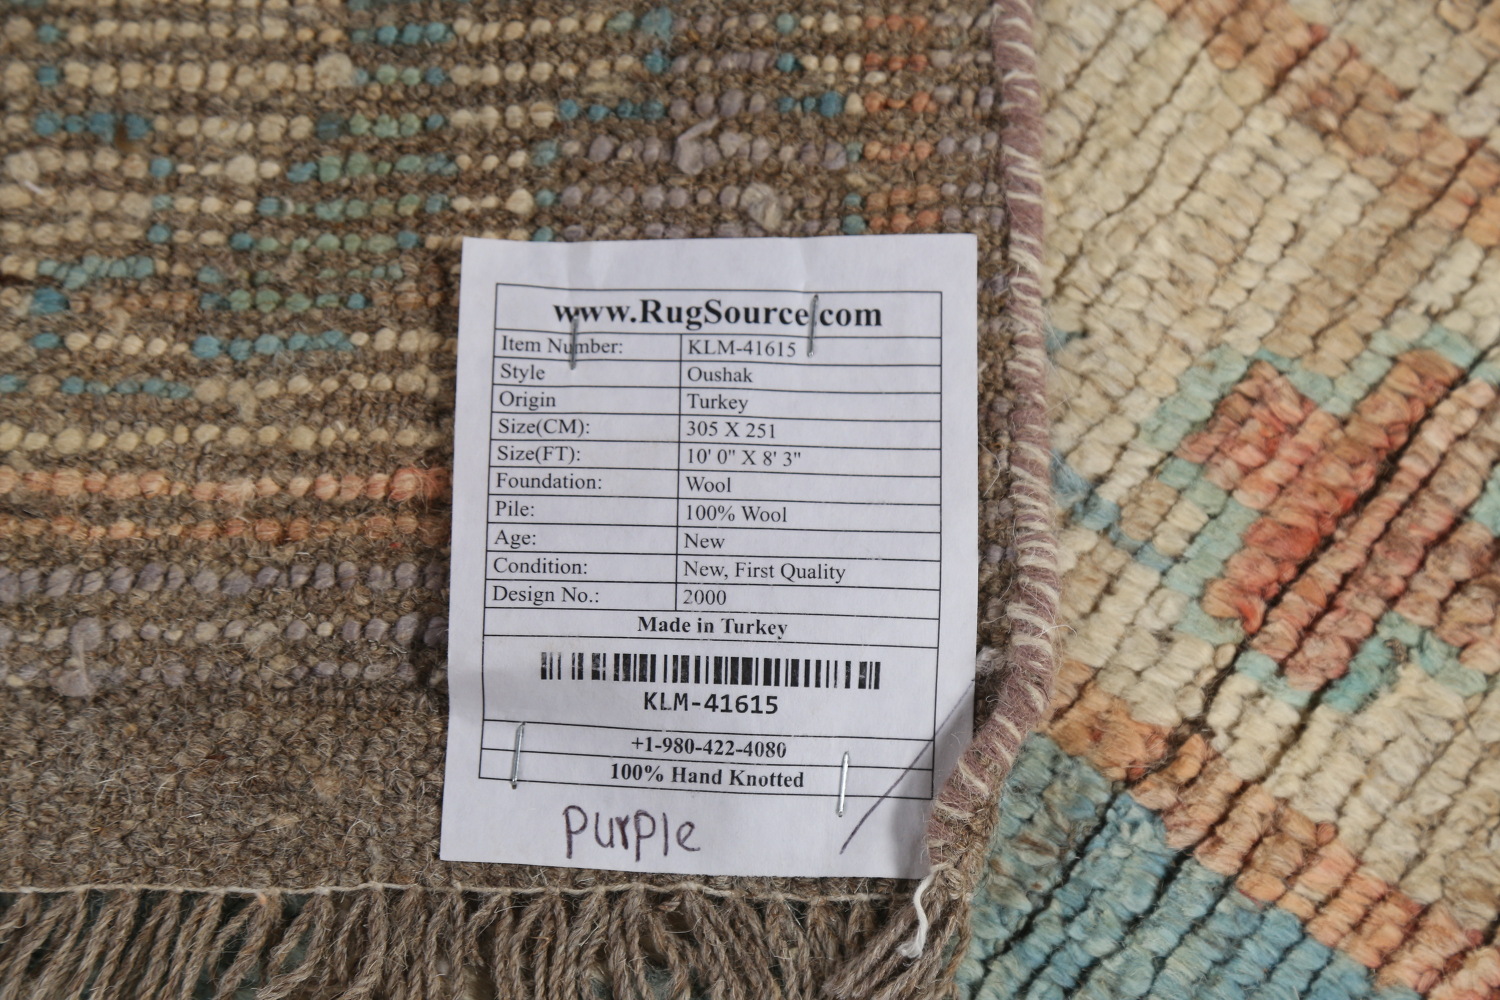 www.RugSource.com
Item Number: KLM-41615
Style Oushak
Origin Turkey
Size(CM): 305 X 251
Size(FT): 10' 0" X 8' 3"
Foundation: Wool
Pile: 100% Wool
Age: New
Condition: New, First Quality
Design No.: 2000
Made in Turkey
KLM-41615
+1-980-422-4080
100% Hand Knotted
purple